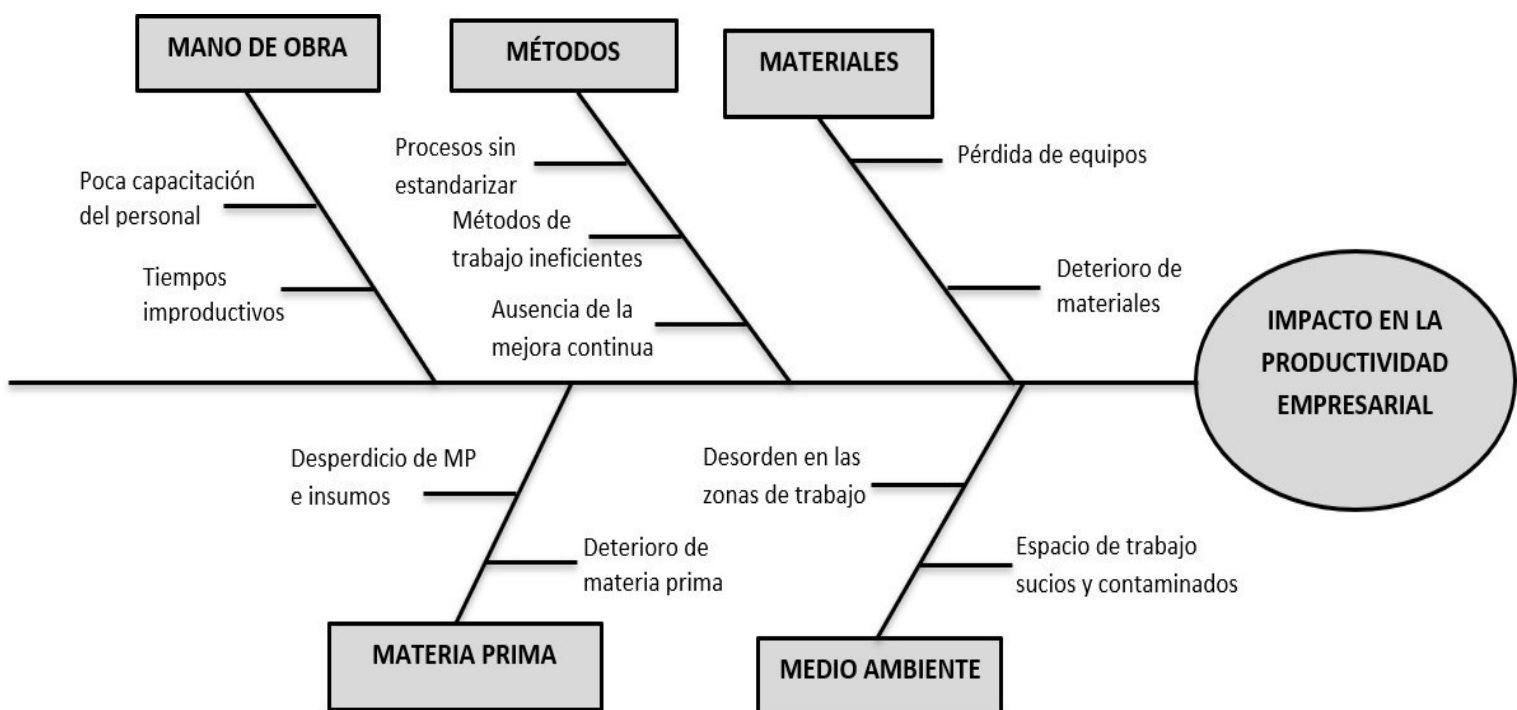 MANO DE OBRA
MÉTODOS
MATERIALES
Poca capacitación
del personal
Tiempos
improductivos
Procesos sin
estandarizar
Métodos de
trabajo ineficientes
Ausencia de la
mejora continua
Pérdida de equipos
Deterioro de
materiales
IMPACTO EN LA
PRODUCTIVIDAD
EMPRESARIAL
Desperdicio de MP
e insumos
Deterioro de
materia prima
Desorden en las
zonas de trabajo
Espacio de trabajo
sucios y contaminados
MATERIA PRIMA
MEDIO AMBIENTE